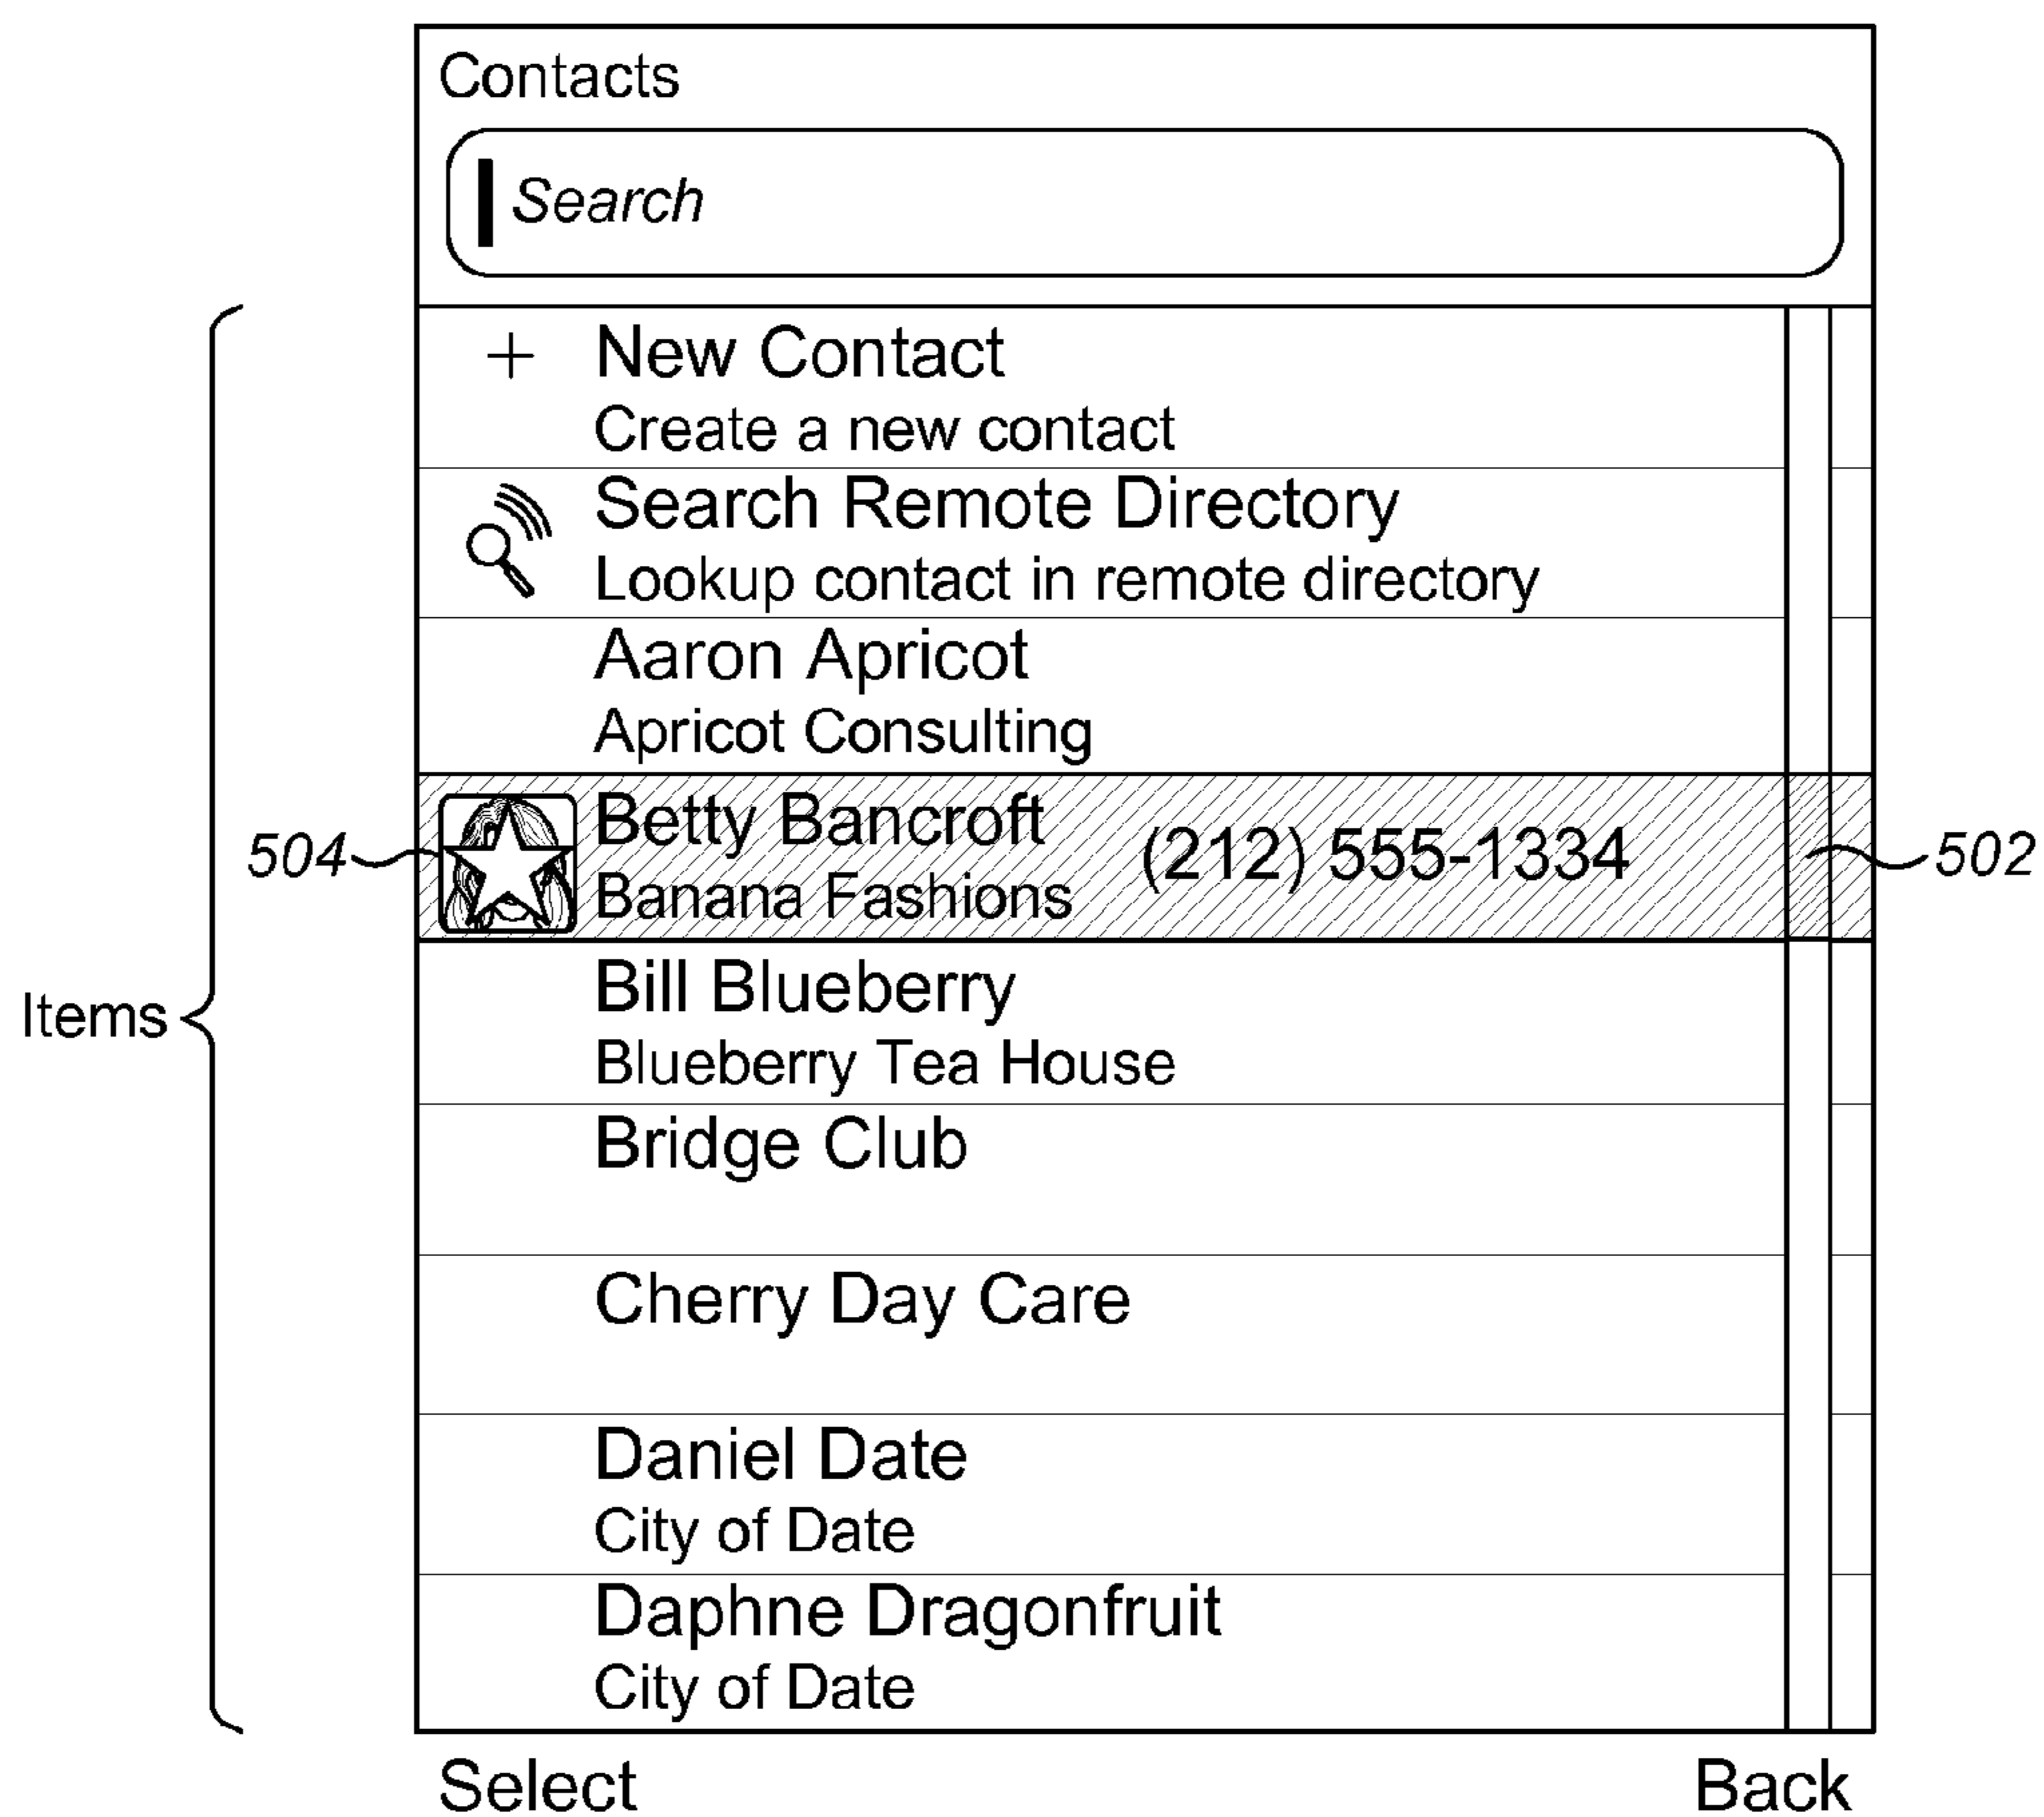 Contacts
Search
+ New Contact
Create a new contact
Search Remote Directory
Lookup contact in remote directory
Aaron Apricot
Apricot Consulting
504
Betty Bancroft
(212) 555-1334
502
Banana Fashions
Items
Bill Blueberry
Blueberry Tea House
Bridge Club
Cherry Day Care
Daniel Date
City of Date
Daphne Dragonfruit
City of Date
Select
Back